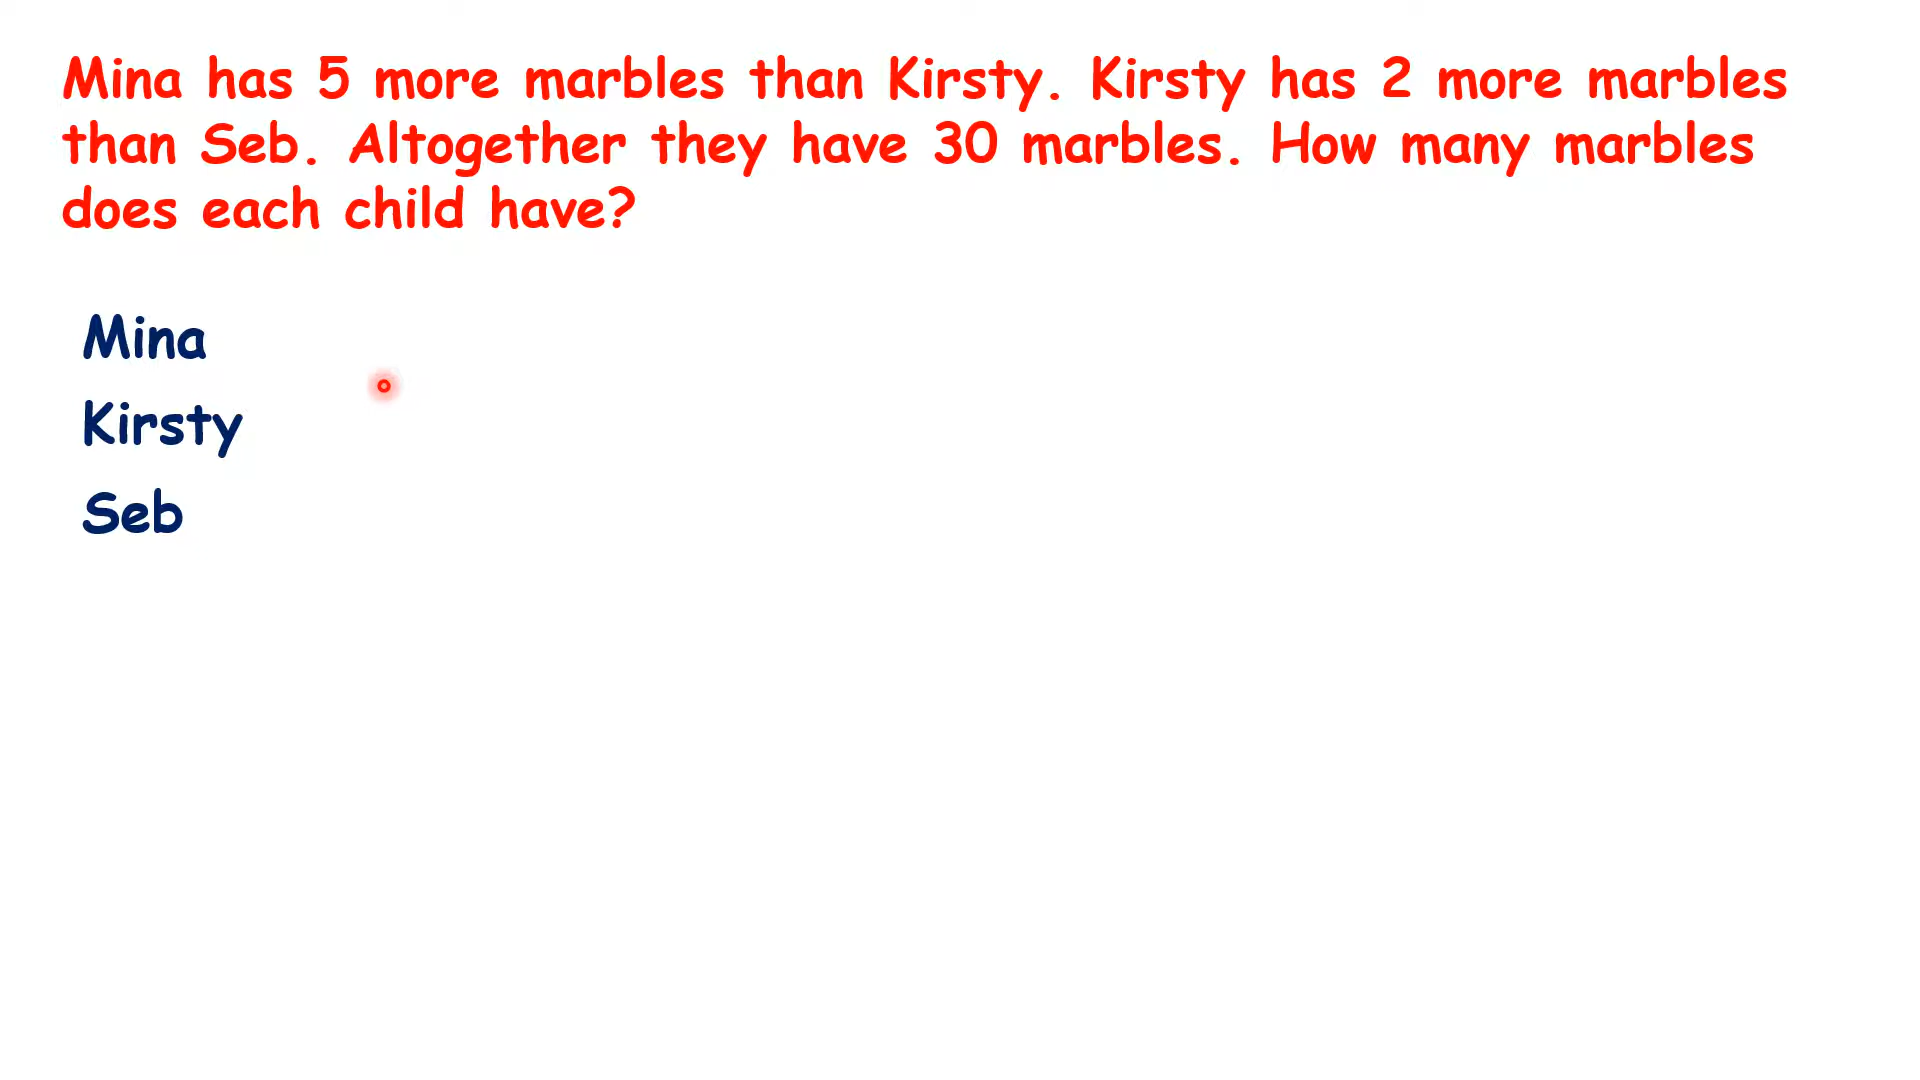 Mina has 5 more marbles than Kirsty. Kirsty has 2 more marbles
than Seb. Altogether they have 30 marbles. How many marbles
does each child have?
Mina
Kirsty
Seb